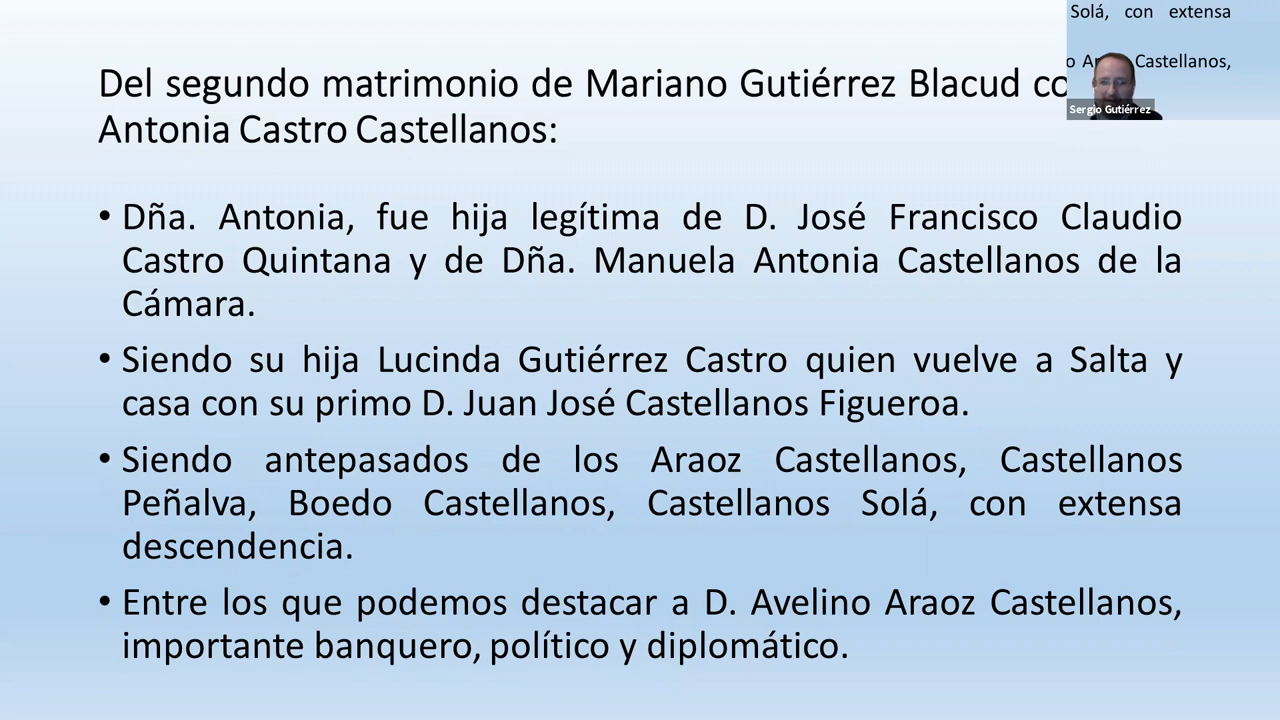 Solá, con extensa
Castellanos,
Sergio Gutiérrez
Del segundo matrimonio de Mariano Gutiérrez Blacud
Antonia Castro Castellanos:
• Dña. Antonia, fue hija legítima de D. José Francisco Claudio
Castro Quintana y de Dña. Manuela Antonia Castellanos de la
Cámara.
• Siendo su hija Lucinda Gutiérrez Castro quien vuelve a Salta y
casa con su primo D. Juan José Castellanos Figueroa.
• Siendo antepasados de los Araoz Castellanos, Castellanos
Peñalva, Boedo Castellanos, Castellanos Solá, con extensa
descendencia.
• Entre los que podemos destacar a D. Avelino Araoz Castellanos,
importante banquero, político y diplomático.